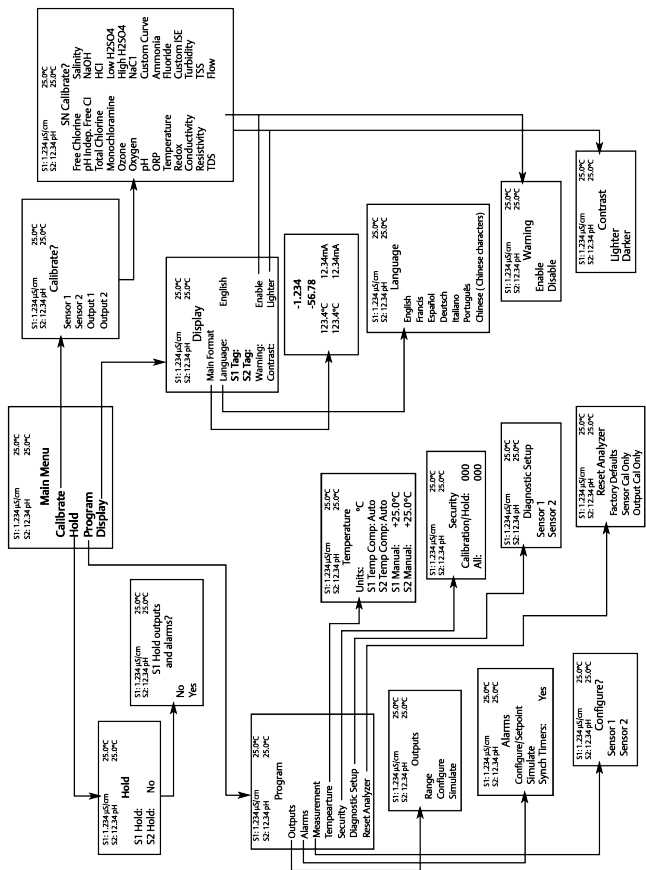 S1: 1.234 µS/cm 25.0ºC
S2: 12.34 pH 25.0ºC
Main Menu
Calibrate
Hold
Program
Display
S1: 1.234 µS/cm 25.0ºC
S2: 12.34 pH 25.0ºC
Calibrate?
Sensor 1
Sensor 2
Output 1
Output 2
S1: 1.234 µS/cm 25.0ºC
S2: 12.34 pH 25.0ºC
SN Calibrate?
Free Chlorine Salinity
pH Indep. Free Cl NaOH
Total Chlorine HCl
Monochloramine Low H2SO4
Ozone High H2SO4
Oxygen NaC1
pH Custom Curve
ORP Ammonia
Temperature Fluoride
Redox Custom ISE
Conductivity Turbidity
Resistivity TSS
TDS Flow
S1: 1.234 µS/cm 25.0ºC
S2: 12.34 pH 25.0ºC
Hold
S1 Hold: No
S2 Hold:
S1: 1.234 µS/cm 25.0ºC
S2: 12.34 pH 25.0ºC
S1 Hold outputs
and alarms?
No
Yes
S1: 1.234 µS/cm 25.0ºC
S2: 12.34 pH 25.0ºC
Display
Main Format
Language: English
S1 Tag:
S2 Tag:
Warning: Enable
Contrast: Lighter
-1.234
-56.78
123.4ºC 12.34mA
123.4ºC 12.34mA
S1: 1.234 µS/cm 25.0ºC
S2: 12.34 pH 25.0ºC
Language
English
Francis
Español
Deutsch
Italiano
Português
Chinese ( Chinese characters)
S1: 1.234 µS/cm 25.0ºC
S2: 12.34 pH 25.0ºC
Warning
Enable
Disable
S1: 1.234 µS/cm 25.0ºC
S2: 12.34 pH 25.0ºC
Contrast
Lighter
Darker
S1: 1.234 µS/cm 25.0ºC
S2: 12.34 pH 25.0ºC
Program
Outputs
Alarms
Measurement
Tempearture
Security
Diagnostic Setup
Reset Analyzer
S1: 1.234 µS/cm 25.0ºC
S2: 12.34 pH 25.0ºC
Temperature
Units: ºC
S1 Temp Comp: Auto
S2 Temp Comp: Auto
S1 Manual: +25.0ºC
S2 Manual: +25.0ºC
S1: 1.234 µS/cm 25.0ºC
S2: 12.34 pH 25.0ºC
Security
Calibration/Hold: 000
All: 000
S1: 1.234 µS/cm 25.0ºC
S2: 12.34 pH 25.0ºC
Diagnostic Setup
Sensor 1
Sensor 2
S1: 1.234 µS/cm 25.0ºC
S2: 12.34 pH 25.0ºC
Reset Analyzer
Factory Defaults
Sensor Cal Only
Output Cal Only
S1: 1.234 µS/cm 25.0ºC
S2: 12.34 pH 25.0ºC
Outputs
Range
Configure
Simulate
S1: 1.234 µS/cm 25.0ºC
S2: 12.34 pH 25.0ºC
Alarms
Configure/Setpoint
Simulate
Synch Timers: Yes
S1: 1.234 µS/cm 25.0ºC
S2: 12.34 pH 25.0ºC
Configure?
Sensor 1
Sensor 2